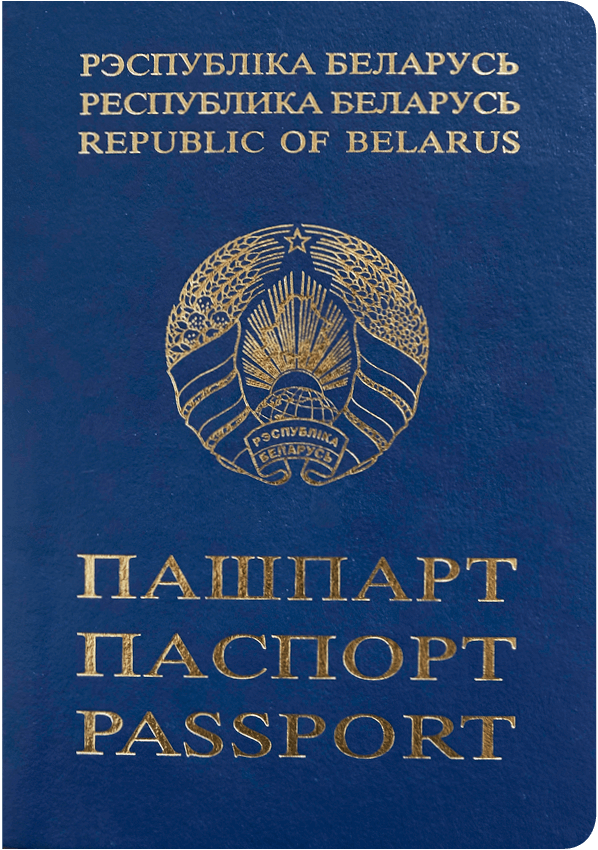 РЭСПУБЛІКА БЕЛАРУСЬ
РЕСПУБЛИКА БЕЛАРУСЬ
REPUBLIC OF BELARUS
РЭСПУБЛІКА
БЕЛАРУСЬ
ПАШПАРТ
ПАСПОРТ
PASSPORT